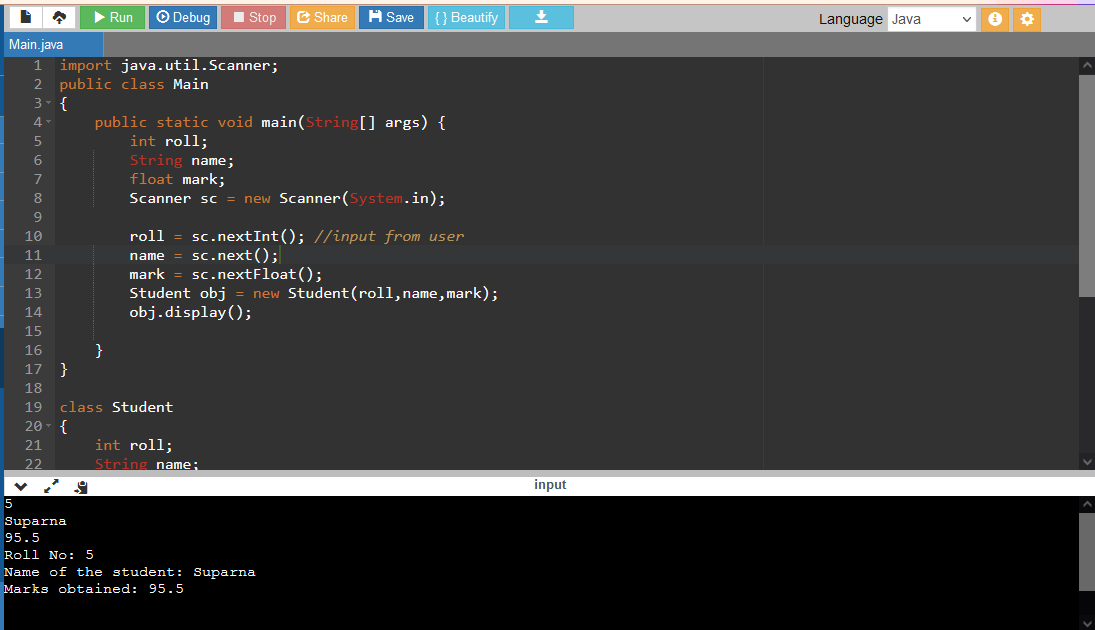 Run Debug Stop Share Save { } Beautify Language Java
Main.java
1 import java.util.Scanner;
2 public class Main
3 {
4 public static void main(String[] args) {
5 int roll;
6 String name;
7 float mark;
8 Scanner sc = new Scanner(System.in);
9
10 roll = sc.nextInt(); //input from user
11 name = sc.next();
12 mark = sc.nextFloat();
13 Student obj = new Student(roll,name,mark);
14 obj.display();
15
16 }
17 }
18
19 class Student
20 {
21 int roll;
22 String name;
input
5
Suparna
95.5
Roll No: 5
Name of the student: Suparna
Marks obtained: 95.5